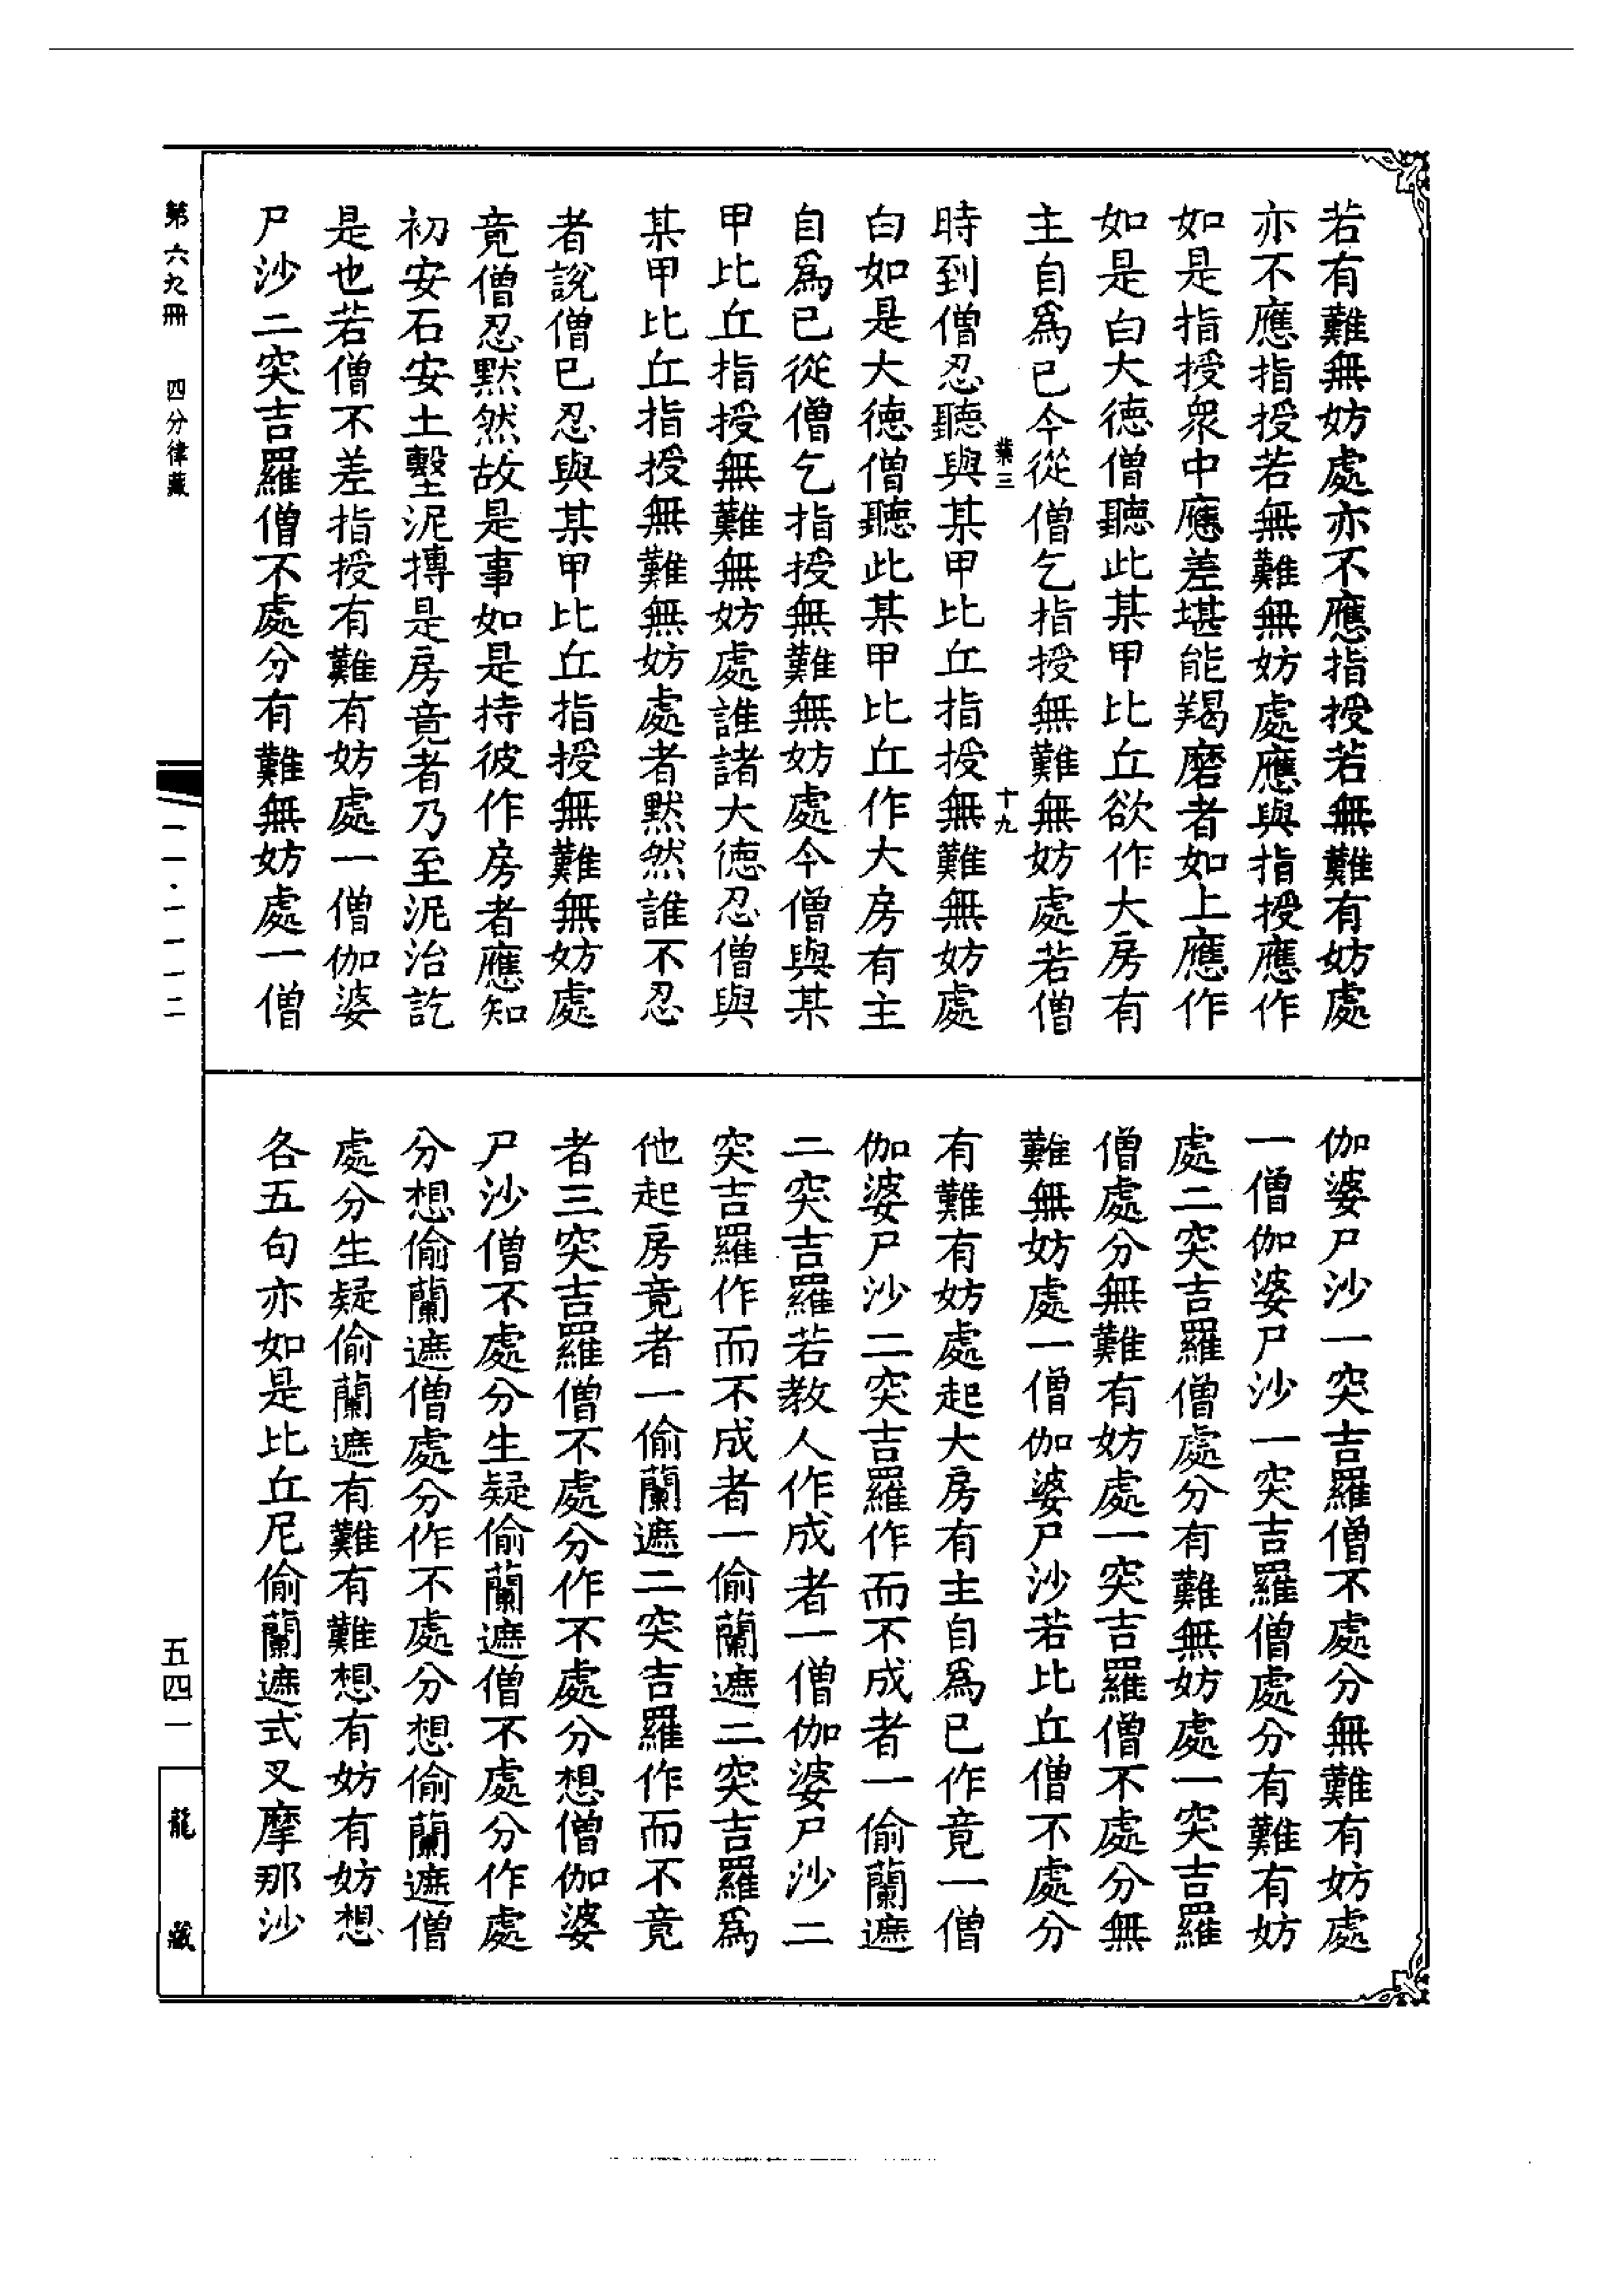 若有難無妨處亦不應指授若無難有妨處
亦不應指授若無難無妨處應與指授應作
如是指授衆中應差堪能羯磨者如上應作
如是白大德僧聽此某甲比丘欲作大房有
主自爲已今從僧乞指授無難無妨處若僧
葉三
十九
時到僧忍聽與某甲比丘指授無難無妨處
白如是大德僧聽此某甲比丘作大房有主
自爲已從僧乞指授無難無妨處今僧與某
甲比丘指授無難無妨處誰諸大德忍僧與
某甲比丘指授無難無妨處者默然誰不忍
者說僧已忍與某甲比丘指授無難無妨處
竟僧忍默然故是事如是持彼作房者應知
初安石安土墼泥摶是房竟者乃至泥治訖
是也若僧不差指授有難有妨處一僧伽婆
尸沙二突吉羅僧不處分有難無妨處一僧
伽婆尸沙一突吉羅僧不處分無難有妨處
一僧伽婆尸沙一突吉羅僧處分有難有妨
處二突吉羅僧處分有難無妨處一突吉羅
僧處分無難有妨處一突吉羅僧不處分無
難無妨處一僧伽婆尸沙若比丘僧不處分
有難有妨處起大房有主自爲已作竟一僧
伽婆尸沙二突吉羅作而不成者一偷蘭遮
二突吉羅若教人作成者一僧伽婆尸沙二
突吉羅作而不成者一偷蘭遮二突吉羅爲
他起房竟者一偷蘭遮二突吉羅作而不竟
者三突吉羅僧不處分作不處分想僧伽婆
尸沙僧不處分生疑偷蘭遮僧不處分作處
分想偷蘭遮僧處分作不處分想偷蘭遮僧
處分生疑偷蘭遮有難有難想有妨有妨想
各五句亦如是比丘尼偷蘭遮式叉摩那沙
第六九冊
四分律藏
一一·一一一二
五四一
龍藏